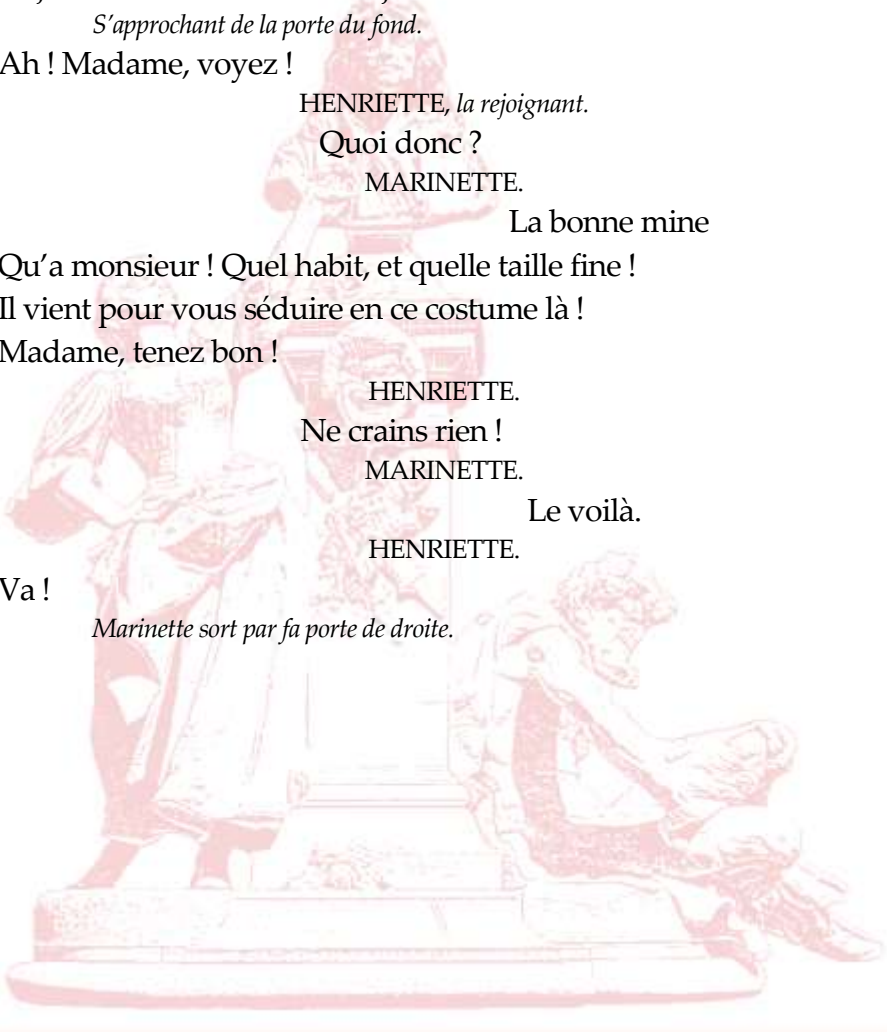 S'approchant de la porte du fond.
Ah ! Madame, voyez !
HENRIETTE, la rejoignant.
Quoi donc ?
MARINETTE.
La bonne mine
Qu'a monsieur ! Quel habit, et quelle taille fine !
Il vient pour vous séduire en ce costume là !
Madame, tenez bon !
HENRIETTE.
Ne crains rien !
MARINETTE.
Le voilà.
HENRIETTE.
Va !
Marinette sort par fa porte de droite.